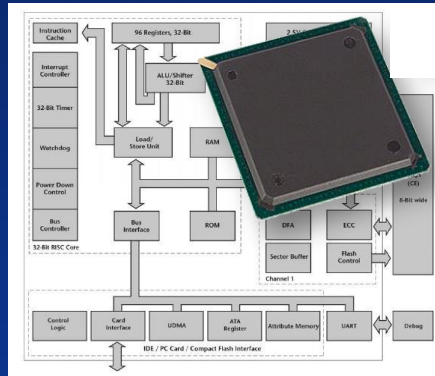 Instruction
Cache
96 Registers, 32-Bit
Interrupt
Controller
ALU/Shifter
32-Bit
32-Bit Timer
Watchdog
Load/
Store Unit
RAM
Power Down
Control
(CE)
8-Bit wide
Bus
Controller
Bus
Interface
ROM
DFA
ECC
32-Bit RISC Core
Sector Buffer
Flash
Control
Channel 1
Control
Logic
Card
Interface
UDMA
ATA
Register
Attribute Memory
UART
Debug
IDE / PC Card / Compact Flash Interface